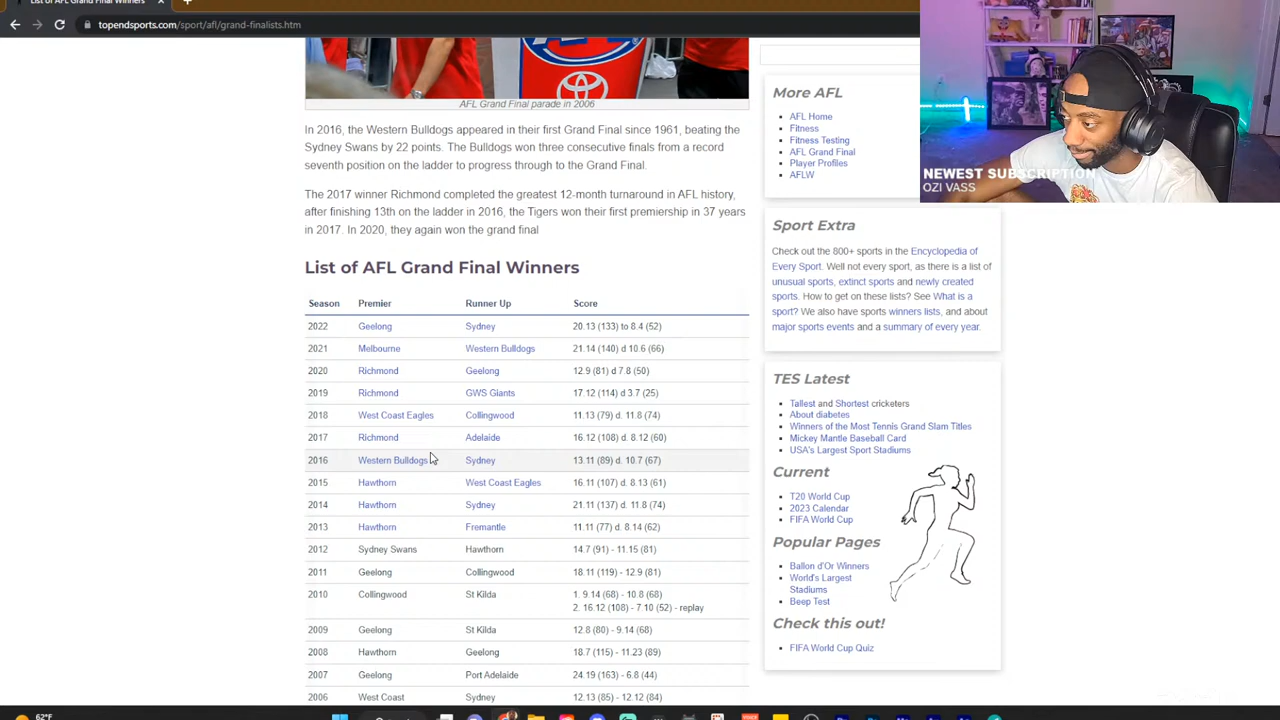 List of AFL Grand Final Winners
topendsports.com/sport/afl/grand-finalists.htm
AFL Grand Final parade in 2006
In 2016, the Western Bulldogs appeared in their first Grand Final since 1961, beating the
Sydney Swans by 22 points. The Bulldogs won three consecutive finals from a record
seventh position on the ladder to progress through to the Grand Final.
The 2017 winner Richmond completed the greatest 12-month turnaround in AFL history,
after finishing 13th on the ladder in 2016, the Tigers won their first premiership in 37 years
in 2017. In 2020, they again won the grand final
List of AFL Grand Final Winners
Season Premier Runner Up Score
2022 Geelong Sydney 20.13 (133) to 8.4 (52)
2021 Melbourne Western Bulldogs 21.14 (140) d 10.6 (66)
2020 Richmond Geelong 12.9 (81) d 7.8 (50)
2019 Richmond GWS Giants 17.12 (114) d 3.7 (25)
2018 West Coast Eagles Collingwood 11.13 (79) d. 11.8 (74)
2017 Richmond Adelaide 16.12 (108) d. 8.12 (60)
2016 Western Bulldogs Sydney 13.11 (89) d. 10.7 (67)
2015 Hawthorn West Coast Eagles 16.11 (107) d. 8.13 (61)
2014 Hawthorn Sydney 21.11 (137) d. 11.8 (74)
2013 Hawthorn Fremantle 11.11 (77) d. 8.14 (62)
2012 Sydney Swans Hawthorn 14.7 (91) - 11.15 (81)
2011 Geelong Collingwood 18.11 (119) - 12.9 (81)
2010 Collingwood St Kilda 1. 9.14 (68) - 10.8 (68)
2. 16.12 (108) - 7.10 (52) - replay
2009 Geelong St Kilda 12.8 (80) - 9.14 (68)
2008 Hawthorn Geelong 18.7 (115) - 11.23 (89)
2007 Geelong Port Adelaide 24.19 (163) - 6.8 (44)
2006 West Coast Sydney 12.13 (85) - 12.12 (84)
More AFL
AFL Home
Fitness
Fitness Testing
AFL Grand Final
Player Profiles
AFLW
Sport Extra
Check out the 800+ sports in the Encyclopedia of
Every Sport. Well not every sport, as there is a list of
unusual sports, extinct sports and newly created
sports. How to get on these lists? See What is a
sport? We also have sports winners lists, and about
major sports events and a summary of every year.
TES Latest
Tallest and Shortest cricketers
About diabetes
Winners of the Most Tennis Grand Slam Titles
Mickey Mantle Baseball Card
USA's Largest Sport Stadiums
Current
T20 World Cup
2023 Calendar
FIFA World Cup
Popular Pages
Ballon d'Or Winners
World's Largest
Stadiums
Beep Test
Check this out!
FIFA World Cup Quiz
NEWEST SUBSCRIPTION
OZI VASS
62°F